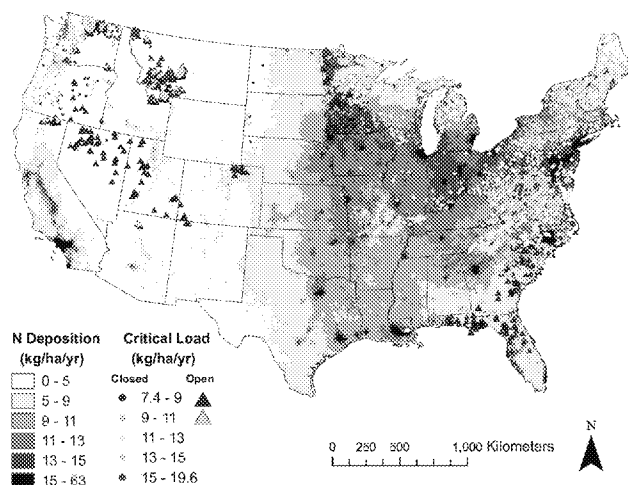 N Deposition
(kg/ha/yr)
0 - 5
5 - 9
9 - 11
11 - 13
13 - 15
15 - 63
Critical Load
(kg/ha/yr)
Closed Open
7.4 - 9
9 - 11
11 - 13
13 - 15
15 - 19.6
0 250 500 1,000 Kilometers
N